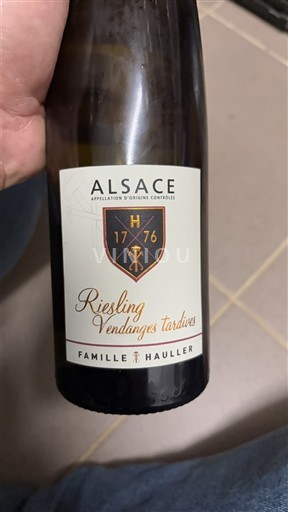 ALSACE
APPELLATION D'ORIGINE CONTRÔLÉE
H
17 76
VINIOU
Riesling
Vendanges tardives
FAMILLE HAULLER